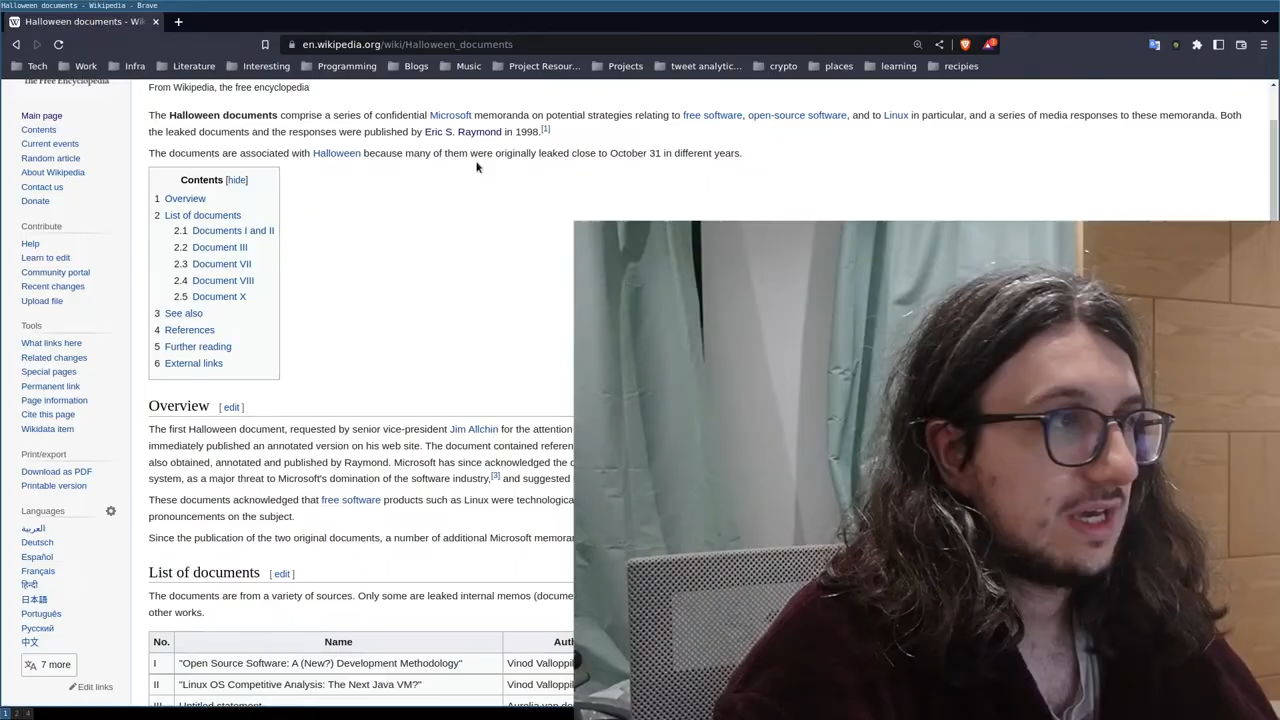 Halloween documents - Wikipedia - Brave
Halloween documents - Wik
en.wikipedia.org/wiki/Halloween_documents
Tech Work Infra Literature Interesting Programming Blogs Music Project Resour... Projects tweet analytic... crypto places learning recipies
The Free Encyclopedia
Main page
Contents
Current events
Random article
About Wikipedia
Contact us
Donate
Contribute
Help
Learn to edit
Community portal
Recent changes
Upload file
Tools
What links here
Related changes
Special pages
Permanent link
Page information
Cite this page
Wikidata item
Print/export
Download as PDF
Printable version
Languages
العربية
Deutsch
Español
Français
हिन्दी
日本語
Português
Русский
中文
7 more
Edit links
From Wikipedia, the free encyclopedia
The Halloween documents comprise a series of confidential Microsoft memoranda on potential strategies relating to free software, open-source software, and to Linux in particular, and a series of media responses to these memoranda. Both
the leaked documents and the responses were published by Eric S. Raymond in 1998.[1]
The documents are associated with Halloween because many of them were originally leaked close to October 31 in different years.
Contents [hide]
1 Overview
2 List of documents
2.1 Documents I and II
2.2 Document III
2.3 Document VII
2.4 Document VIII
2.5 Document X
3 See also
4 References
5 Further reading
6 External links
Overview [ edit ]
The first Halloween document, requested by senior vice-president Jim Allchin for the attention
immediately published an annotated version on his web site. The document contained referen
also obtained, annotated and published by Raymond. Microsoft has since acknowledged the d
system, as a major threat to Microsoft's domination of the software industry,[3] and suggested
These documents acknowledged that free software products such as Linux were technologica
pronouncements on the subject.
Since the publication of the two original documents, a number of additional Microsoft memora
List of documents [ edit ]
The documents are from a variety of sources. Only some are leaked internal memos (docume
other works.
No. Name Auth
I "Open Source Software: A (New?) Development Methodology" Vinod Valloppil
II "Linux OS Competitive Analysis: The Next Java VM?" Vinod Valloppil
III Untitled statement
1 2 4